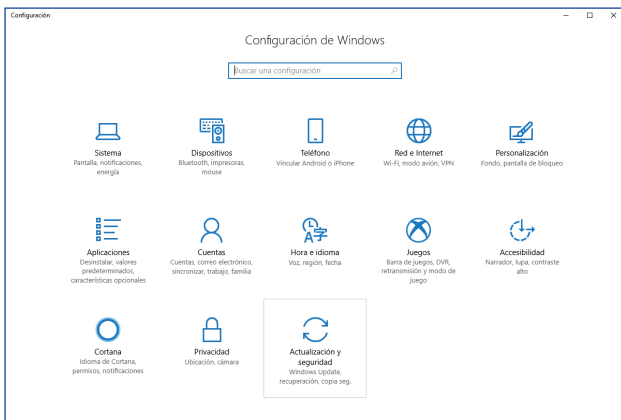 Configuración
Configuración de Windows
Buscar una configuración
Sistema
Pantalla, notificaciones,
energía
Dispositivos
Bluetooth, impresoras,
mouse
Teléfono
Vincular Android o iPhone
Red e Internet
Wi-Fi, modo avión, VPN
Personalización
Fondo, pantalla de bloqueo
Aplicaciones
Desinstalar, valores
predeterminados,
características opcionales
Cuentas
Cuentas, correo electrónico,
sincronizar, trabajo, familia
Hora e idioma
Voz, región, fecha
Juegos
Barra de juegos, DVR,
retransmisión y modo de
juego
Accesibilidad
Narrador, lupa, contraste
alto
Cortana
Idioma de Cortana,
permisos, notificaciones
Privacidad
Ubicación, cámara
Actualización y
seguridad
Windows Update,
recuperación, copia seg.